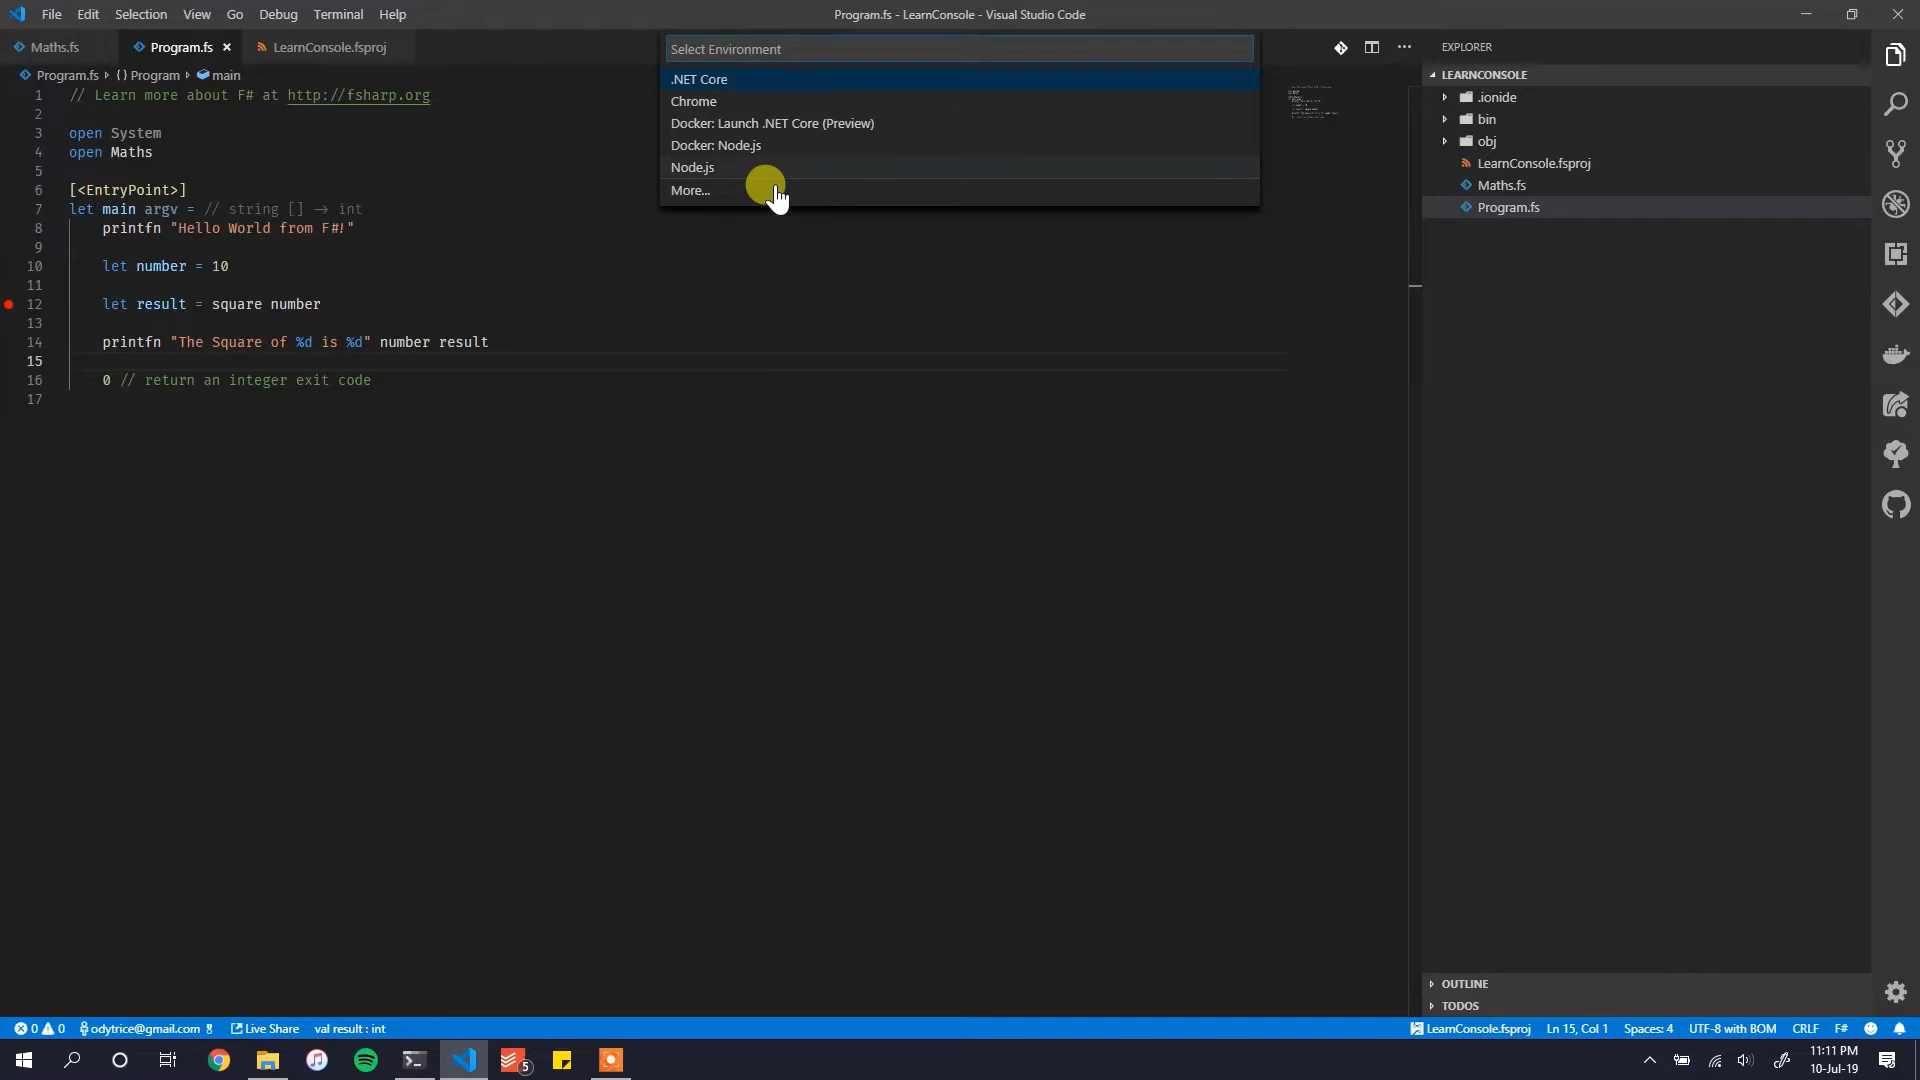 File Edit Selection View Go Debug Terminal Help
Program.fs - LearnConsole - Visual Studio Code
Maths.fs
Program.fs
LearnConsole.fsproj
Program.fs
{} Program
main
1 // Learn more about F# at http://fsharp.org
2
3 open System
4 open Maths
5
6 [<EntryPoint>]
7 let main argv = // string [] → int
8 printfn "Hello World from F#!"
9
10 let number = 10
11
12 let result = square number
13
14 printfn "The Square of %d is %d" number result
15
16 0 // return an integer exit code
17
Select Environment
.NET Core
Chrome
Docker: Launch .NET Core (Preview)
Docker: Node.js
Node.js
More...
EXPLORER
LEARNCONSOLE
.ionide
bin
obj
LearnConsole.fsproj
Maths.fs
Program.fs
OUTLINE
TODOS
0 0 odytrice@gmail.com Live Share val result : int
LearnConsole.fsproj Ln 15, Col 1 Spaces: 4 UTF-8 with BOM CRLF F#
5
11:11 PM
10-Jul-19